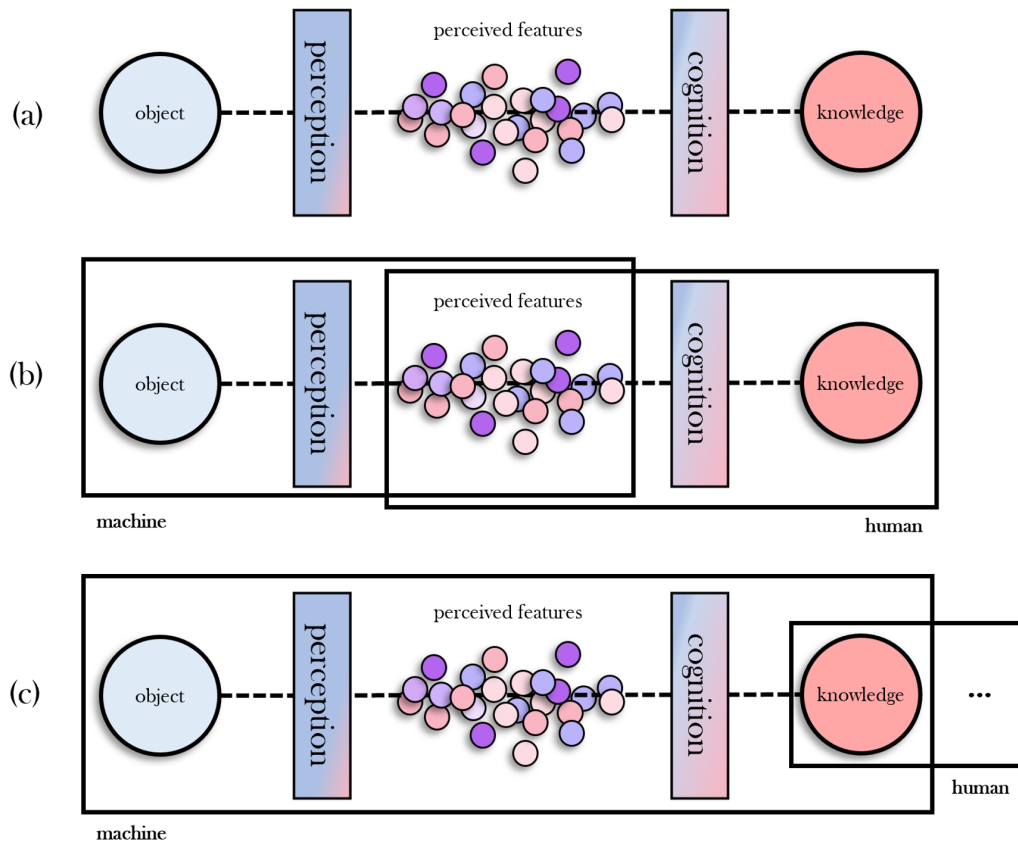 perceived features
(a)
object
perception
cognition
knowledge
perceived features
(b)
object
perception
cognition
knowledge
machine
human
perceived features
(c)
object
perception
cognition
knowledge
...
human
machine